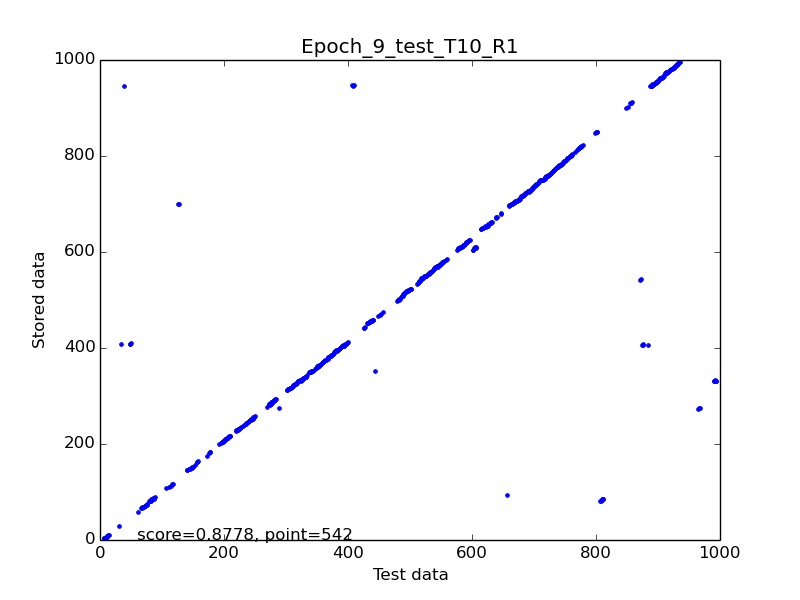 Epoch_9_test_T10_R1
1000
800
600
400
200
0
Stored data
score=0.8778, point=542
0 200 400 600 800 1000
Test data